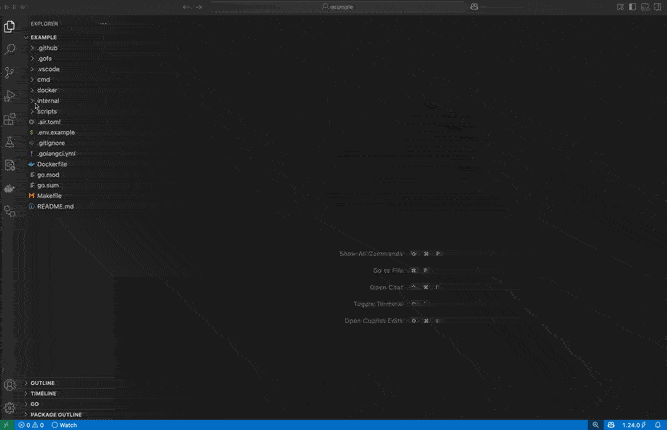 example
EXPLORER
EXAMPLE
.github
.gofs
.vscode
cmd
docker
internal
scripts
.air.toml
.env.example
.gitignore
.golangci.yml
Dockerfile
go.mod
go.sum
Makefile
README.md
Show All Commands
Go to File
Open Chat
Toggle Terminal
Open Copilot Edits
OUTLINE
TIMELINE
GO
PACKAGE OUTLINE
0 0 Watch 1.24.0